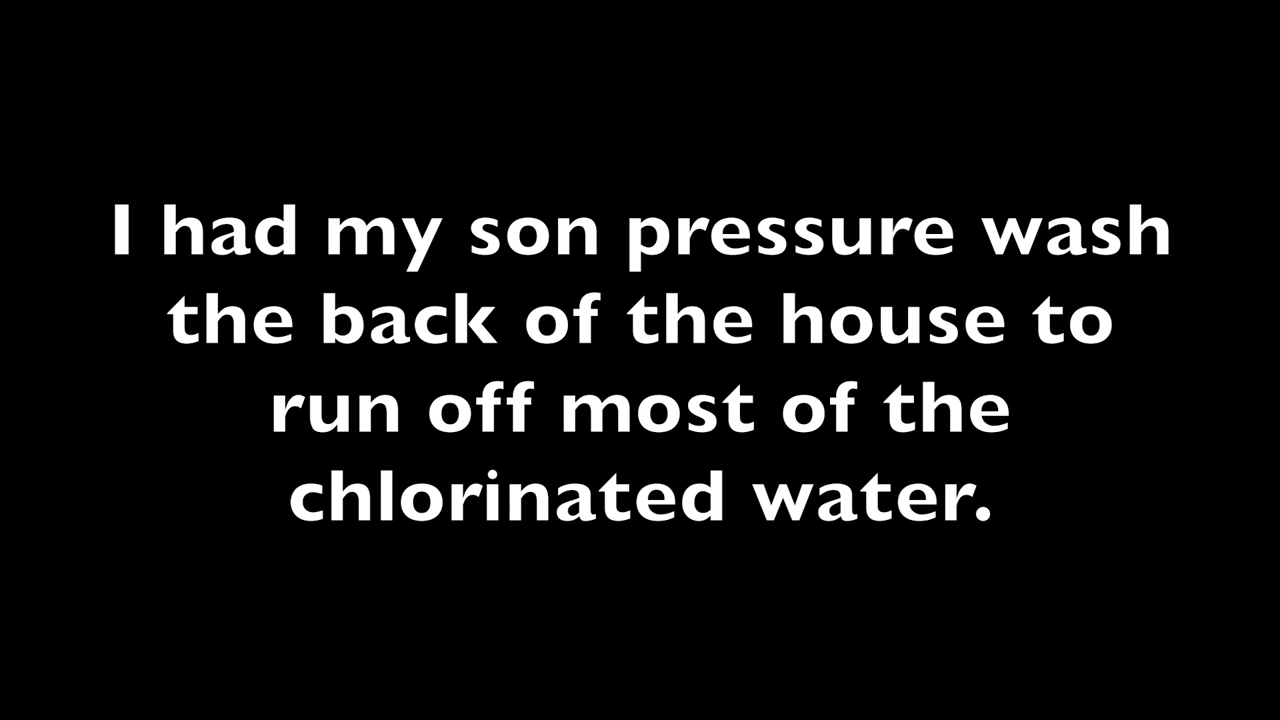 I had my son pressure wash
the back of the house to
run off most of the
chlorinated water.